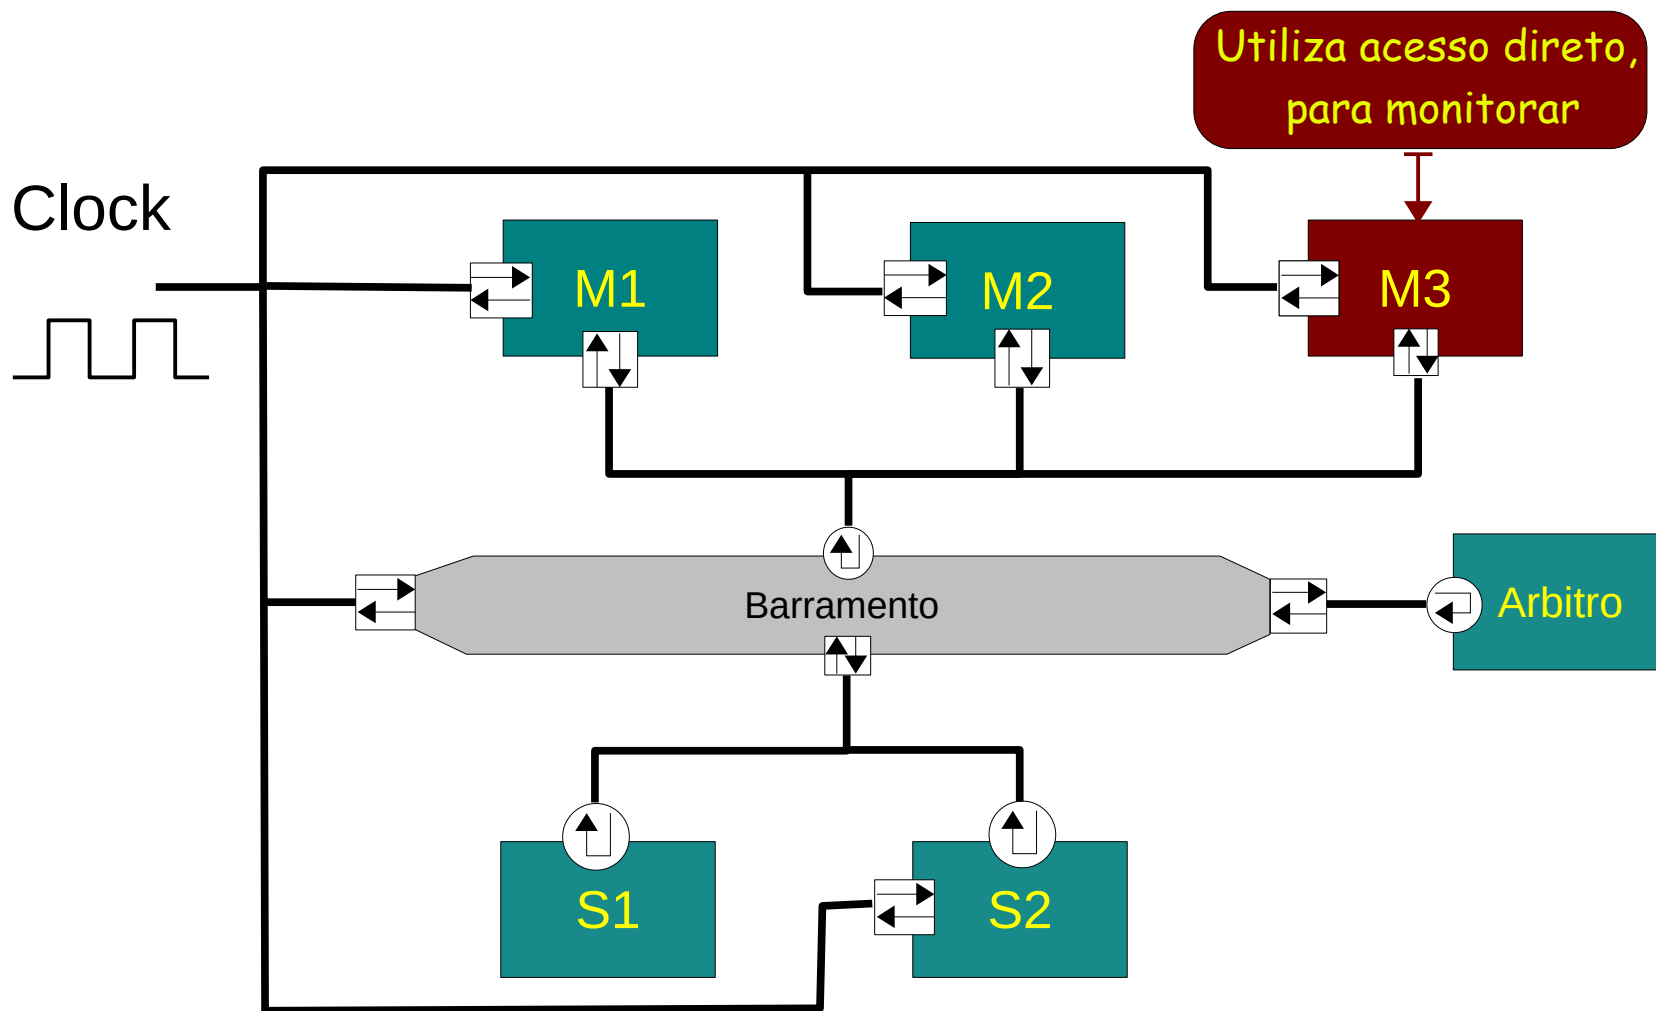 Utiliza acesso direto,
para monitorar
Clock
M1
M2
M3
Barramento
Arbitro
S1
S2